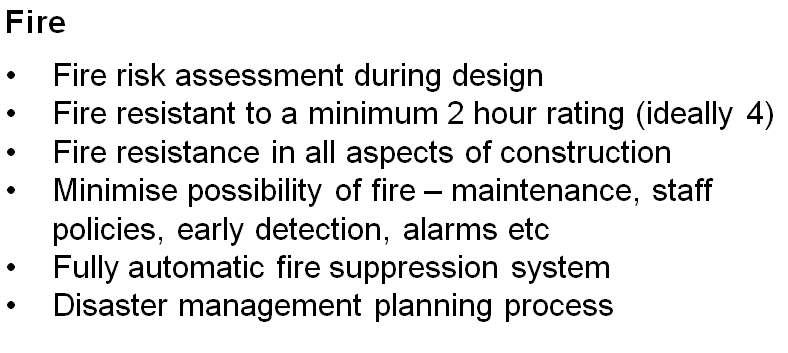 Fire
• Fire risk assessment during design
• Fire resistant to a minimum 2 hour rating (ideally 4)
• Fire resistance in all aspects of construction
• Minimise possibility of fire – maintenance, staff
policies, early detection, alarms etc
• Fully automatic fire suppression system
• Disaster management planning process